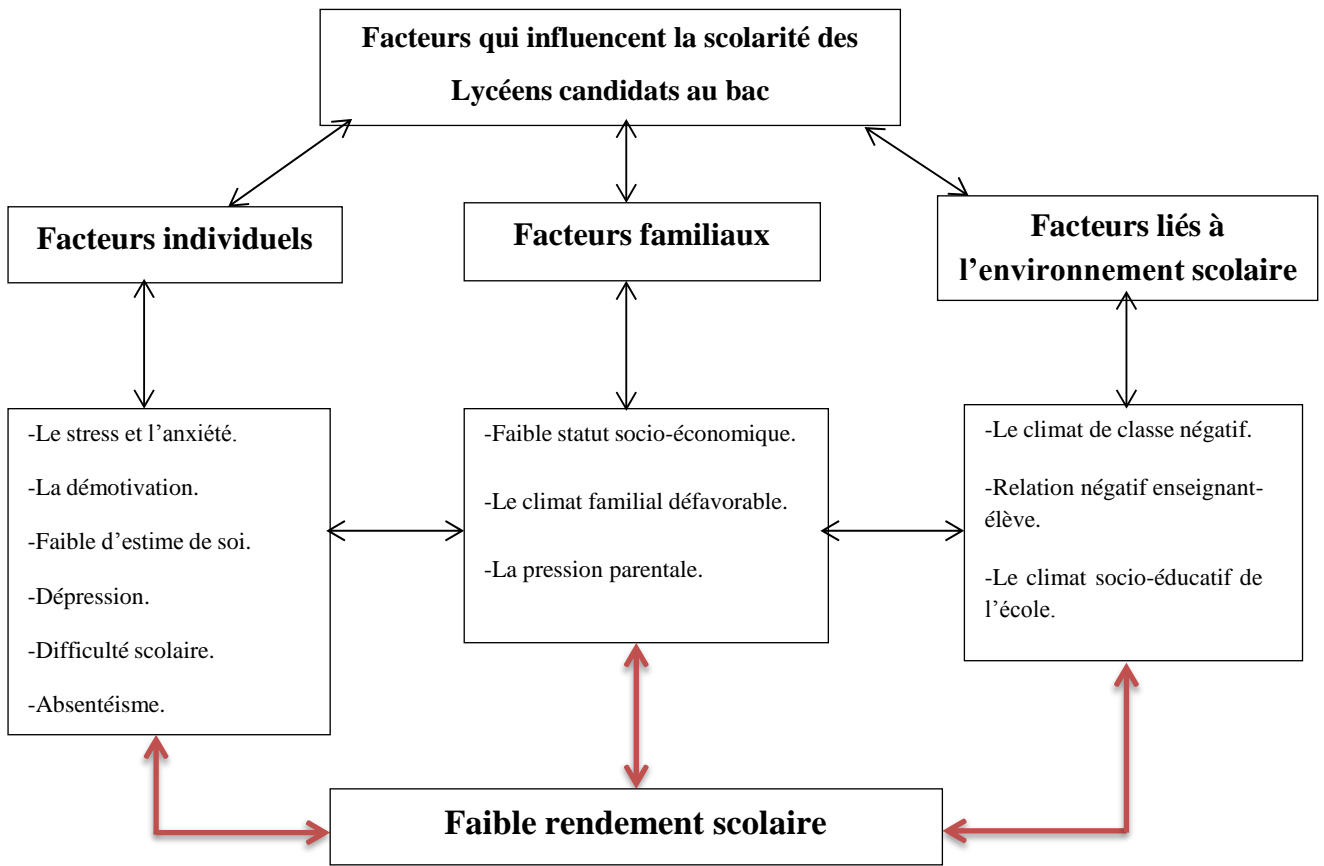 Facteurs qui influencent la scolarité des
Lycéens candidats au bac
Facteurs individuels
Facteurs familiaux
Facteurs liés à
l’environnement scolaire
-Le stress et l’anxiété.
-La démotivation.
-Faible d’estime de soi.
-Dépression.
-Difficulté scolaire.
-Absentéisme.
-Faible statut socio-économique.
-Le climat familial défavorable.
-La pression parentale.
-Le climat de classe négatif.
-Relation négatif enseignant-
élève.
-Le climat socio-éducatif de
l’école.
Faible rendement scolaire